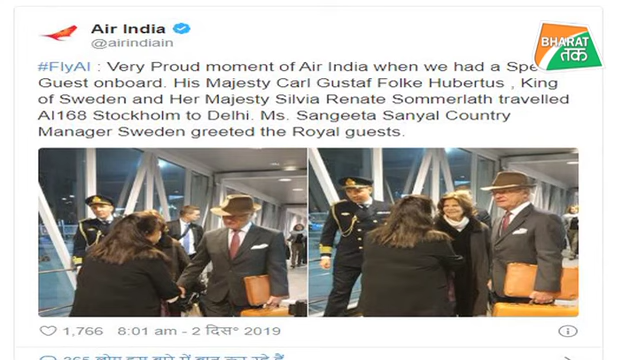 Air India
@airindiain
BHARAT
तक
#FlyAI : Very Proud moment of Air India when we had a Spe
Guest onboard. His Majesty Carl Gustaf Folke Hubertus , King
of Sweden and Her Majesty Silvia Renate Sommerlath travelled
AI168 Stockholm to Delhi. Ms. Sangeeta Sanyal Country
Manager Sweden greeted the Royal guests.
1,766 8:01 am - 2 दिस॰ 2019